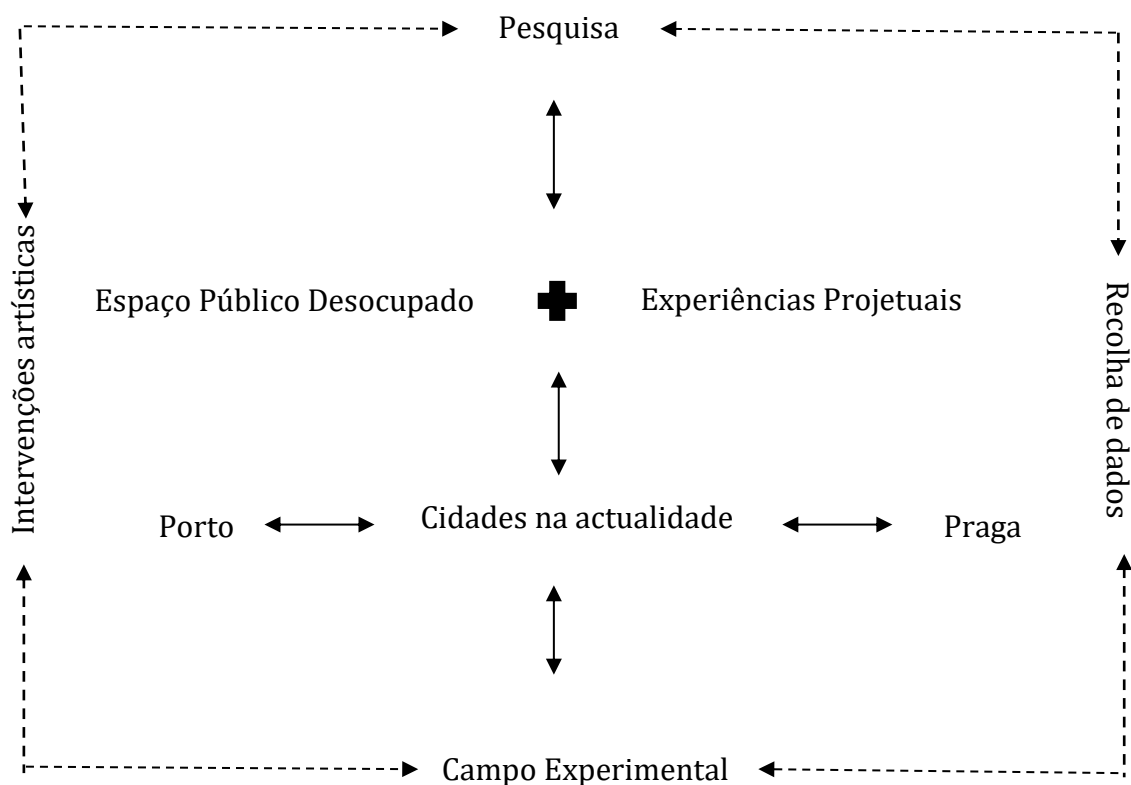 Pesquisa
Intervenções artísticas
Espaço Público Desocupado
Experiências Projetuais
Recolha de dados
Porto
Cidades na actualidade
Praga
Campo Experimental